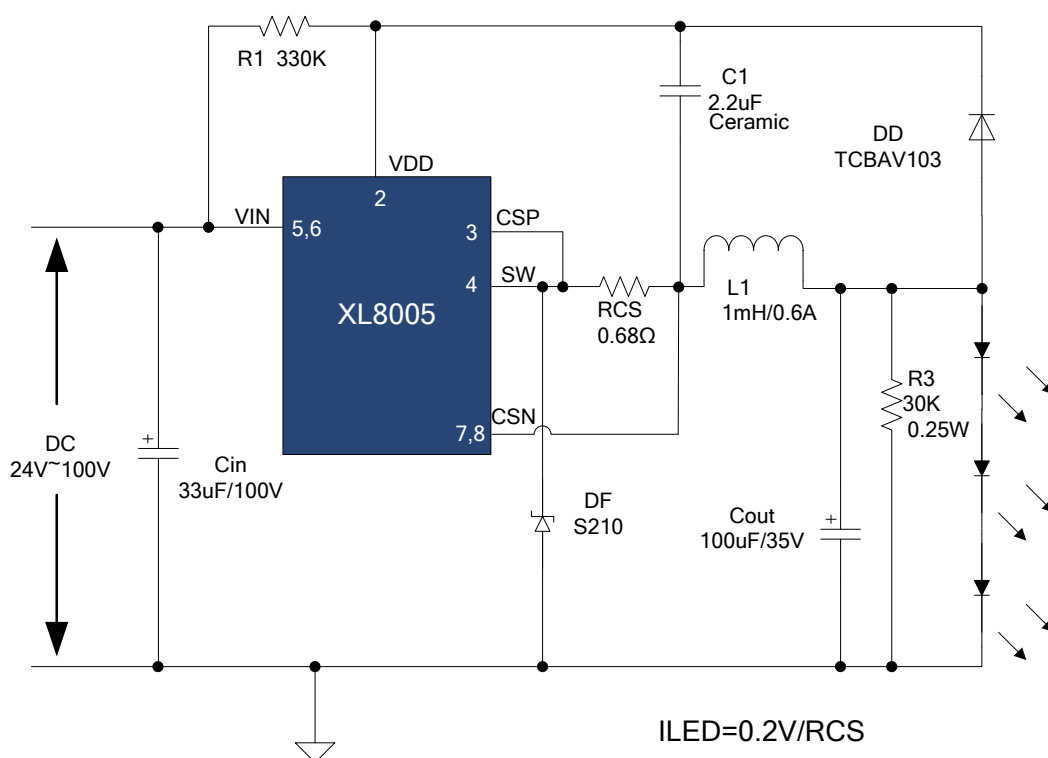 R1 330K
C1
2.2uF
Ceramic
DD
TCBAV103
VDD
2
VIN
5,6
CSP
3
SW
4
XL8005
RCS
0.68Ω
L1
1mH/0.6A
CSN
7,8
R3
30K
0.25W
DC
24V~100V
+
Cin
33uF/100V
DF
S210
+
Cout
100uF/35V
ILED=0.2V/RCS